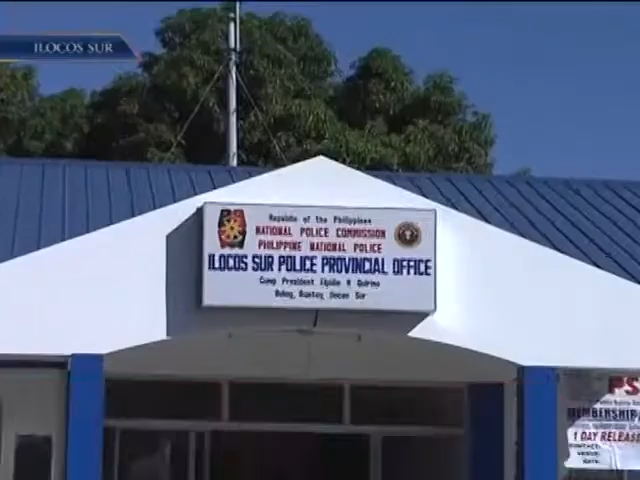 ILOCOS SUR
Republic of the Philippines
NATIONAL POLICE COMMISSION
PHILIPPINE NATIONAL POLICE
ILOCOS SUR POLICE PROVINCIAL OFFICE
Camp President Elpidio R Quirino
Bulag, Bantay, Ilocos Sur
PS
MEMBERSHIP
1 DAY RELEASE